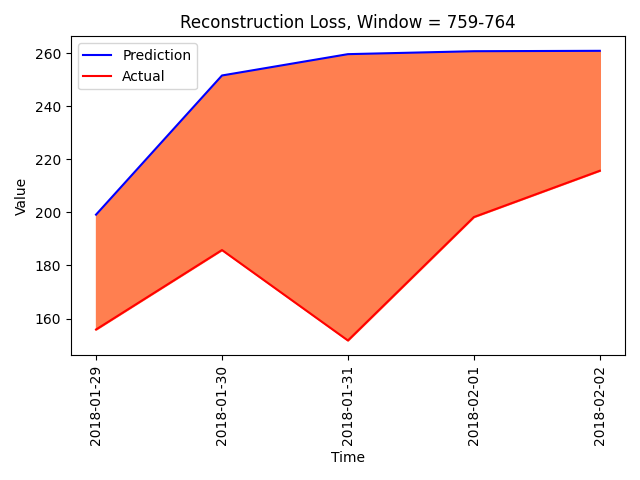 Reconstruction Loss, Window = 759-764
Prediction
Actual
260
240
220
200
180
160
Value
2018-01-29
2018-01-30
2018-01-31
2018-02-01
2018-02-02
Time